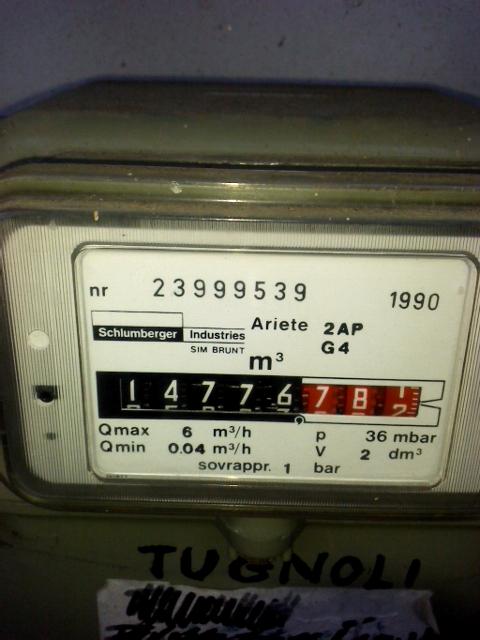 nr 23999539 1990
Schlumberger Industries Ariete 2AP
SIM BRUNT G4
m³
14776781
Qmax 6 m³/h p 36 mbar
Qmin 0.04 m³/h V 2 dm³
sovrappr. 1 bar
TUGNOLI